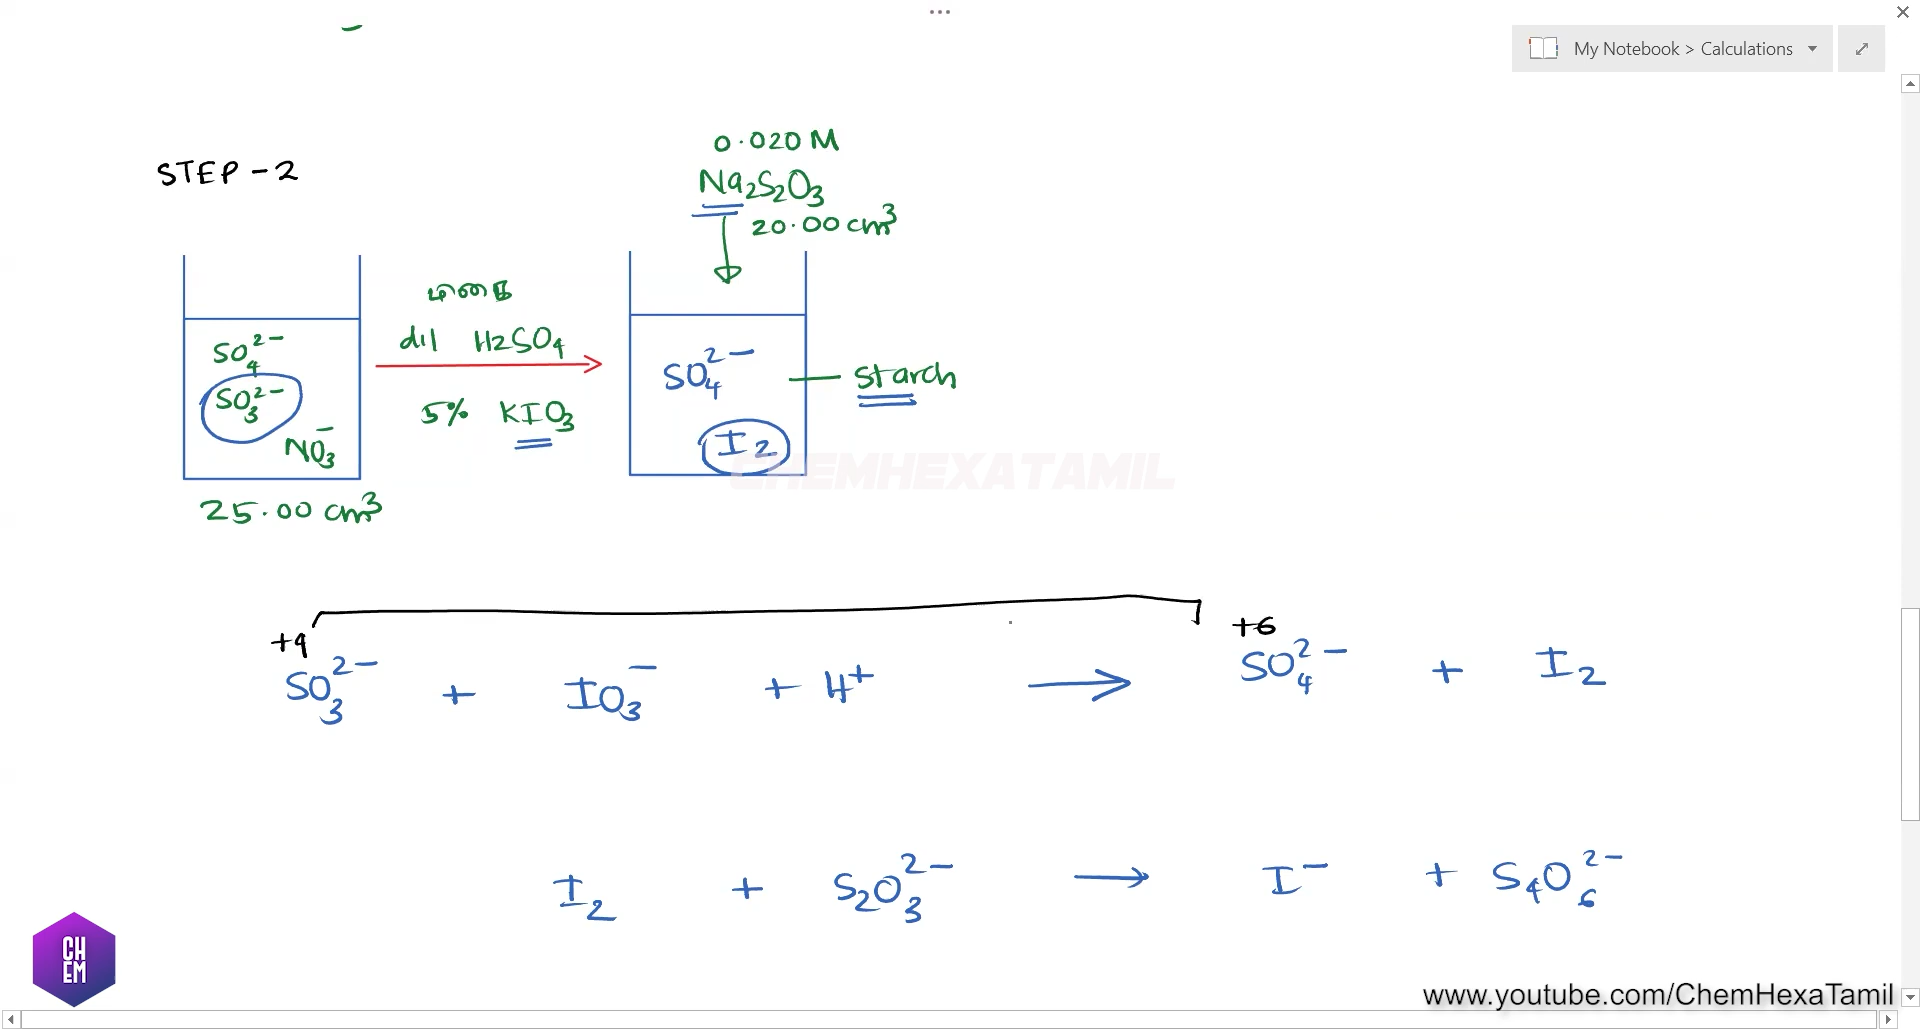 My Notebook > Calculations
STEP - 2
0.020 M
Na2S2O3
20.00 cm3
SO4 2-
SO3 2-
NO3 -
25.00 cm3
dil H2SO4
5% KIO3
SO4 2-
I2
starch
CHEMHEXATAMIL
+4
+6
SO3 2- + IO3 - + H+ → SO4 2- + I2
I2 + S2O3 2- → I- + S4O6 2-
CH
EM
www.youtube.com/ChemHexaTamil